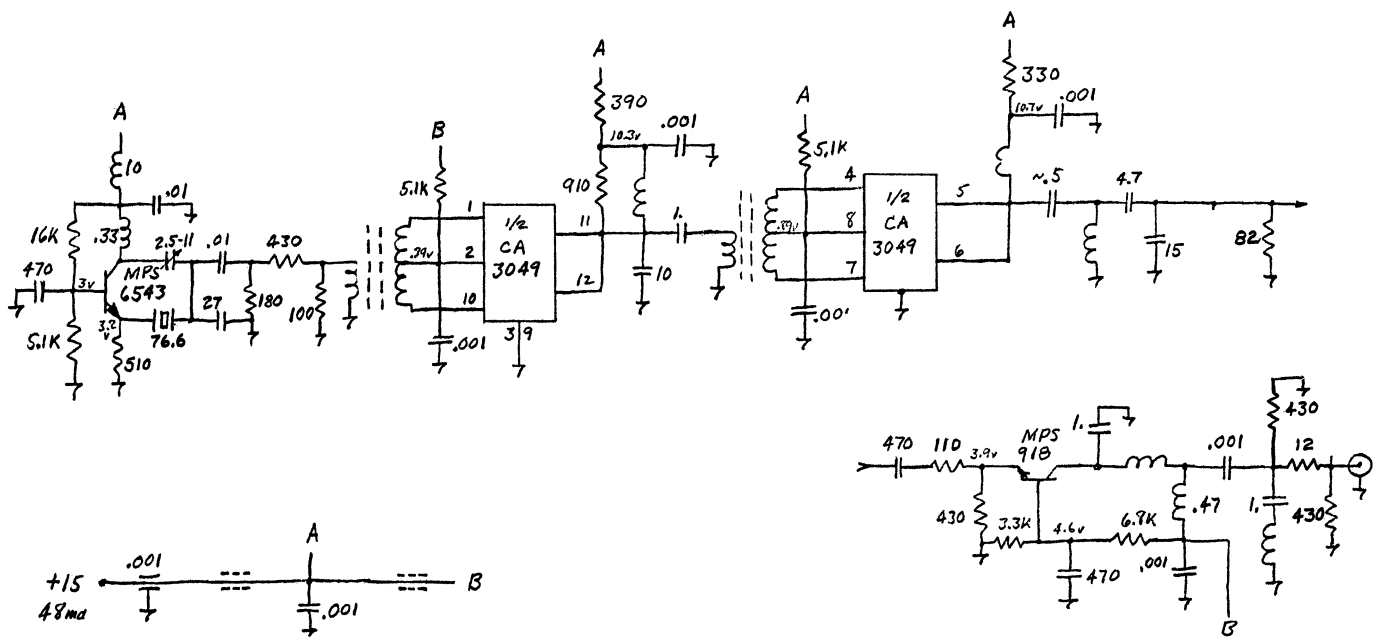 A
330
10.7v
.001
A
390
10.3v
.001
910
A
5.1K
A
10
.01
B
5.1K
16K
.33
2.5-11
.01
430
MPS
6543
470
3v
3.2
v
5.1K
510
76.6
27
180
100
.39v
1
2
10
1/2
CA
3049
11
12
3
9
.001
1.
10
4
8
7
1/2
CA
3049
5
6
~.5
4.7
15
82
.001
430
1.
MPS
918
470
110
3.9v
.001
12
430
3.3K
4.6v
6.8K
.47
1.
430
470
.001
B
A
.001
+15
48ma
.001
B